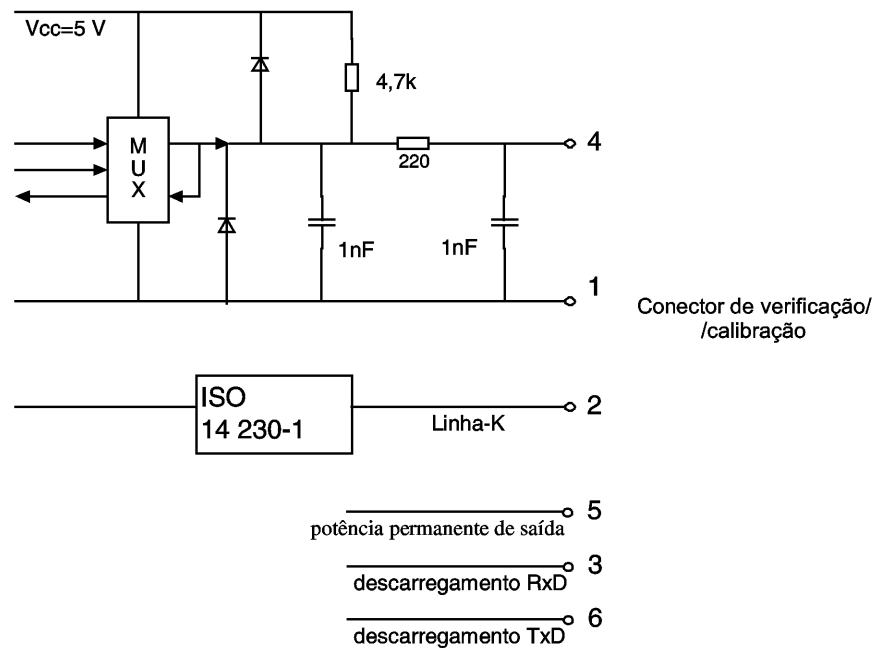 Vcc=5 V
4,7k
M
U
X
220
4
1nF
1nF
1
Conector de verificação/
/calibração
ISO
14 230-1
Linha-K
2
5
potência permanente de saída
3
descarregamento RxD
6
descarregamento TxD